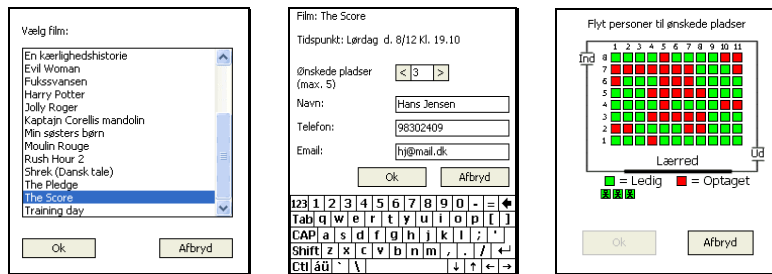 Vælg film:
En kærlighedshistorie
Evil Woman
Fukssvansen
Harry Potter
Jolly Roger
Kaptajn Corellis mandolin
Min søsters børn
Moulin Rouge
Rush Hour 2
Shrek (Dansk tale)
The Pledge
The Score
Training day
Ok Afbryd
Film: The Score
Tidspunkt: Lørdag d. 8/12 Kl. 19.10
Ønskede pladser < 3 >
(max. 5)
Navn: Hans Jensen
Telefon: 98302409
Email: hj@mail.dk
Ok Afbryd
123 1 2 3 4 5 6 7 8 9 0 - = ←
Tab q w e r t y u i o p [ ]
CAP a s d f g h j k l ; '
Shift z x c v b n m , . / ↵
Ctl áü ` \ ↓ ↑ ← →
Flyt personer til ønskede pladser
1 2 3 4 5 6 7 8 9 10 11
Ind 8
7
6
5
4
3
2
1
Ud
Lærred
= Ledig = Optaget
Ok Afbryd